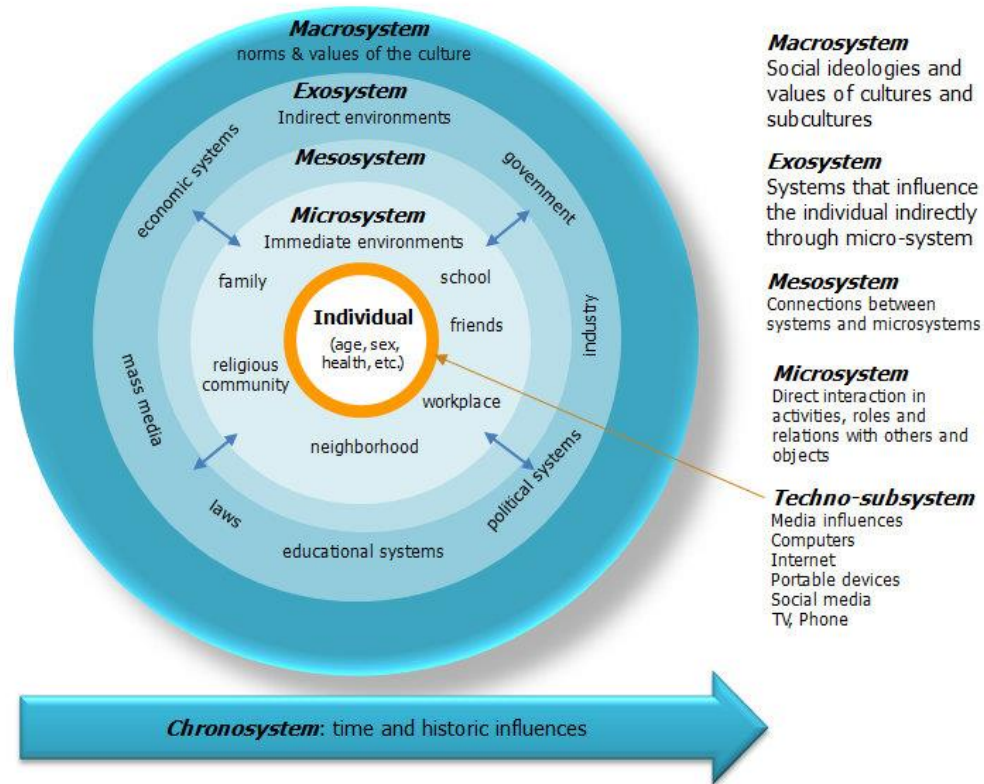 Macrosystem
norms & values of the culture
Exosystem
Indirect environments
Mesosystem
economic systems
government
Microsystem
Immediate environments
family
school
Individual
(age, sex,
health, etc.)
friends
industry
religious
community
workplace
mass media
neighborhood
laws
political systems
educational systems
Macrosystem
Social ideologies and
values of cultures and
subcultures
Exosystem
Systems that influence
the individual indirectly
through micro-system
Mesosystem
Connections between
systems and microsystems
Microsystem
Direct interaction in
activities, roles and
relations with others and
objects
Techno-subsystem
Media influences
Computers
Internet
Portable devices
Social media
TV, Phone
Chronosystem: time and historic influences